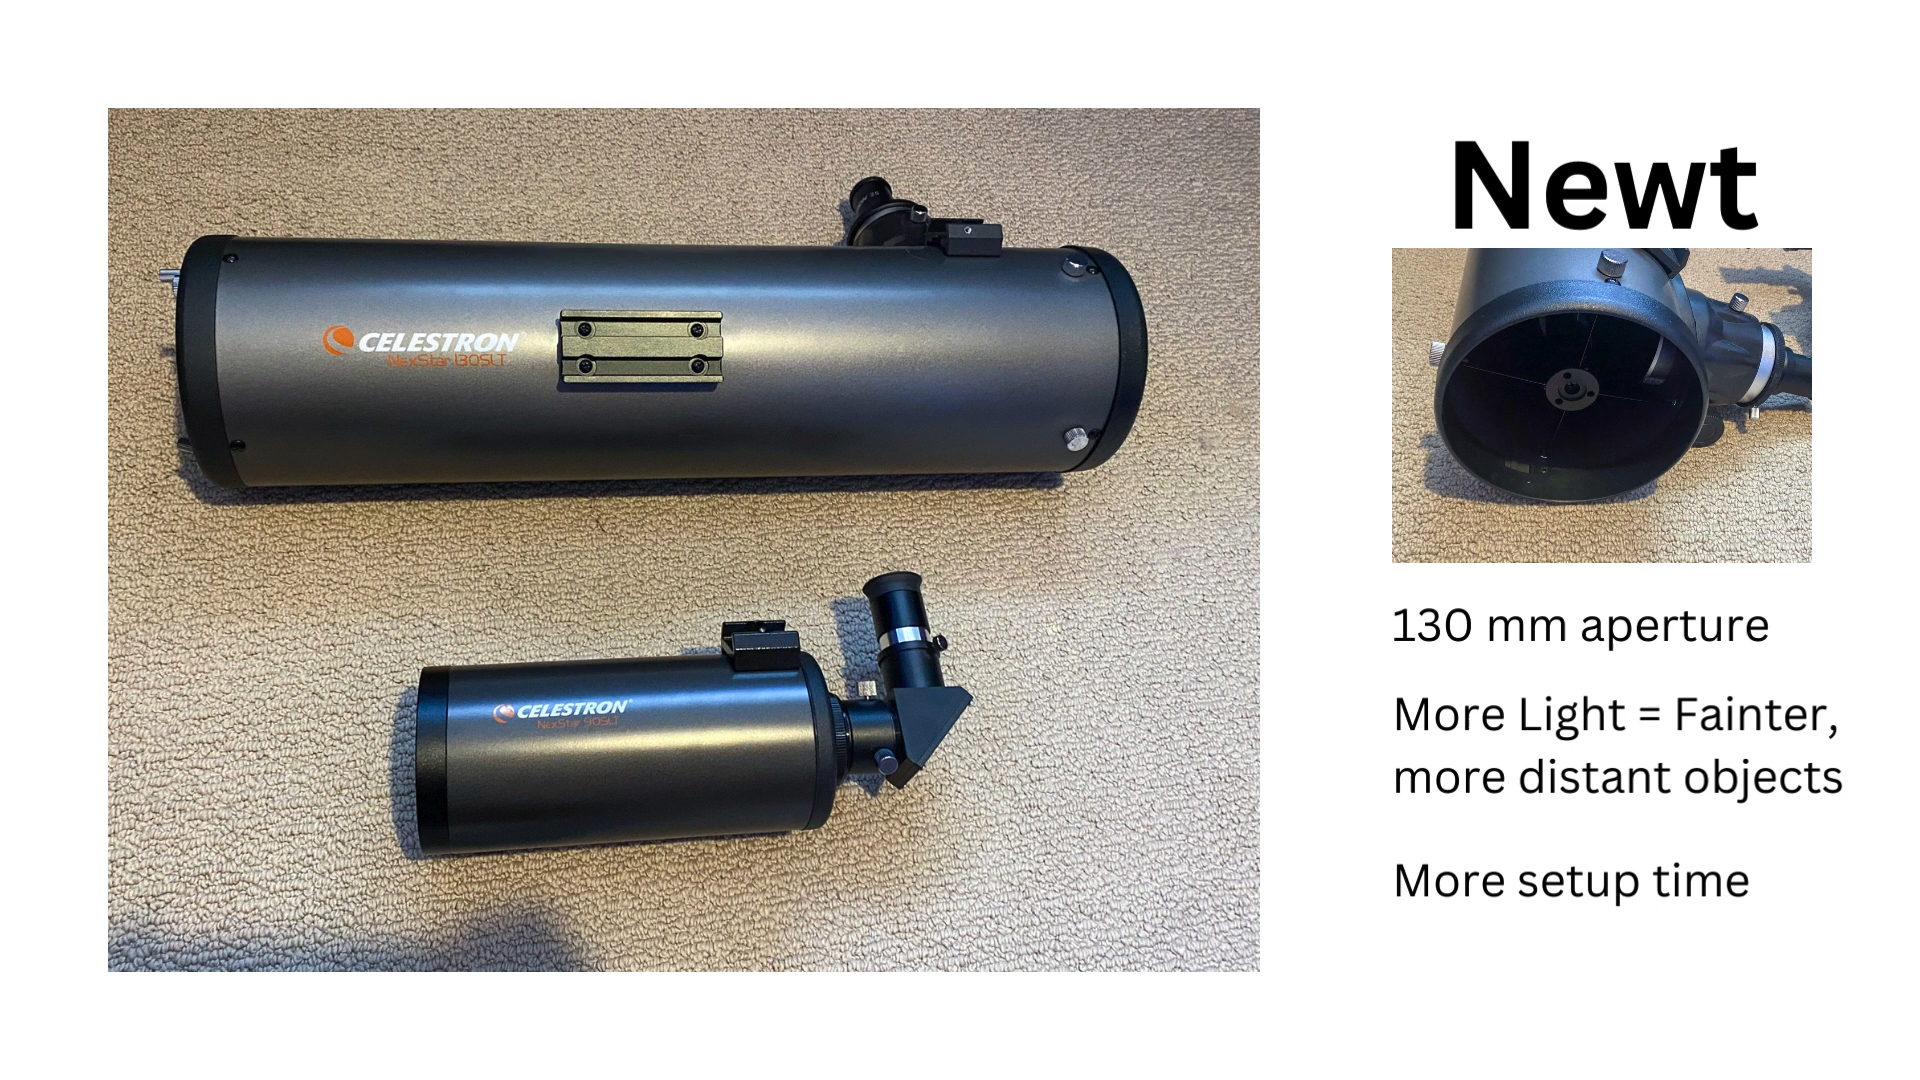 CELESTRON
NexStar 130SLT
CELESTRON
NexStar 90SLT
Newt
130 mm aperture
More Light = Fainter,
more distant objects
More setup time